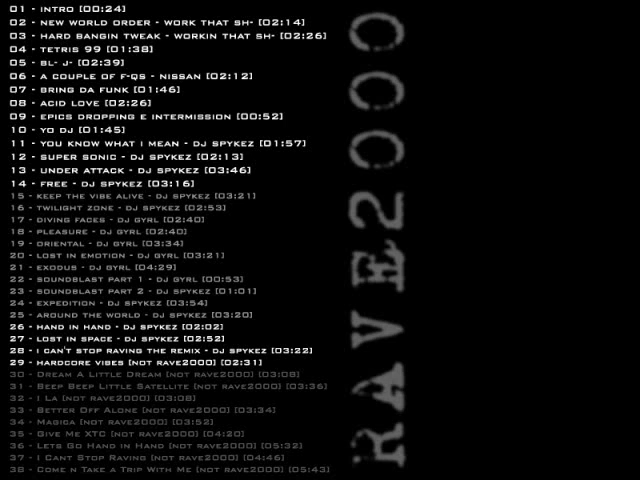 01 - INTRO [00:24]
02 - NEW WORLD ORDER - WORK THAT SH- [02:14]
03 - HARD BANGIN TWEAK - WORKIN THAT SH- [02:26]
04 - TETRIS 99 [01:38]
05 - BL- J- [02:39]
06 - A COUPLE OF F-QS - NISSAN [02:12]
07 - BRING DA FUNK [01:46]
08 - ACID LOVE [02:26]
09 - EPICS DROPPING E INTERMISSION [00:52]
10 - YO DJ [01:45]
11 - YOU KNOW WHAT I MEAN - DJ SPYKEZ [01:57]
12 - SUPER SONIC - DJ SPYKEZ [02:13]
13 - UNDER ATTACK - DJ SPYKEZ [03:46]
14 - FREE - DJ SPYKEZ [03:16]
15 - KEEP THE VIBE ALIVE - DJ SPYKEZ [03:21]
16 - TWILIGHT ZONE - DJ SPYKEZ [02:53]
17 - DIVING FACES - DJ GYRL [02:40]
18 - PLEASURE - DJ GYRL [02:40]
19 - ORIENTAL - DJ GYRL [03:34]
20 - LOST IN EMOTION - DJ GYRL [03:21]
21 - EXODUS - DJ GYRL [04:29]
22 - SOUNDBLAST PART 1 - DJ GYRL [00:53]
23 - SOUNDBLAST PART 2 - DJ GYRL [01:01]
24 - EXPEDITION - DJ SPYKEZ [03:54]
25 - AROUND THE WORLD - DJ SPYKEZ [03:20]
26 - HAND IN HAND - DJ SPYKEZ [02:02]
27 - LOST IN SPACE - DJ SPYKEZ [02:52]
28 - I CAN'T STOP RAVING THE REMIX - DJ SPYKEZ [03:22]
29 - HARDCORE VIBES [NOT RAVE2000] [02:31]
30 - DREAM A LITTLE DREAM [NOT RAVE2000] [03:08]
31 - BEEP BEEP LITTLE SATELLITE [NOT RAVE2000] [03:36]
32 - I LA [NOT RAVE2000] [03:08]
33 - BETTER OFF ALONE [NOT RAVE2000] [03:34]
34 - MAGICA [NOT RAVE2000] [03:52]
35 - GIVE ME XTC [NOT RAVE2000] [04:20]
36 - LETS GO HAND IN HAND [NOT RAVE2000] [05:32]
37 - I CANT STOP RAVING [NOT RAVE2000] [04:46]
38 - COME N TAKE A TRIP WITH ME [NOT RAVE2000] [05:43]
RAVE2000